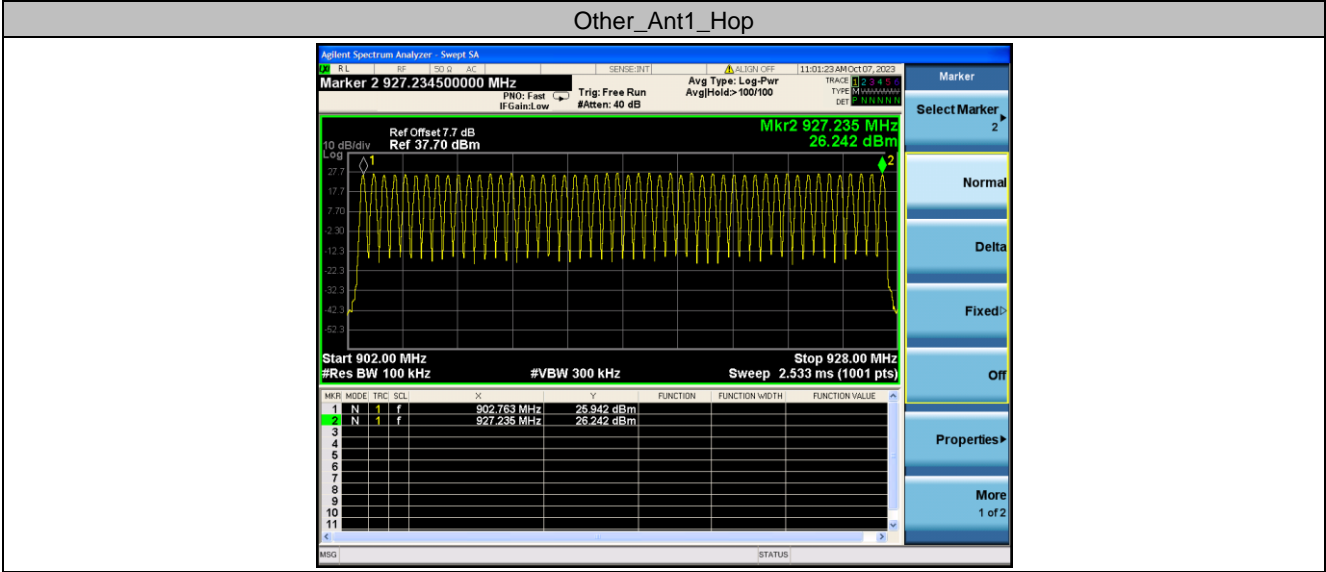 Other_Ant1_Hop
Agilent Spectrum Analyzer - Swept SA
RL RF 50 Ω AC SENSE:INT ALIGN OFF 11:01:23 AM Oct 07, 2023
Marker 2 927.234500000 MHz
PNO: Fast
IFGain:Low
Trig: Free Run
#Atten: 40 dB
Avg Type: Log-Pwr
Avg|Hold:> 100/100
TRACE 1 2 3 4 5 6
TYPE M
DET P N N N N N
Ref Offset 7.7 dB
10 dB/div Ref 37.70 dBm
Log
Mkr2 927.235 MHz
26.242 dBm
1
2
27.7
17.7
7.70
-2.30
-12.3
-22.3
-32.3
-42.3
-52.3
Start 902.00 MHz Stop 928.00 MHz
#Res BW 100 kHz #VBW 300 kHz Sweep 2.533 ms (1001 pts)
MKR MODE TRC SCL X Y FUNCTION FUNCTION WIDTH FUNCTION VALUE
1 N 1 f 902.763 MHz 25.942 dBm
2 N 1 f 927.235 MHz 26.242 dBm
3
4
5
6
7
8
9
10
11
MSG STATUS
Marker
Select Marker
2
Normal
Delta
Fixed
Off
Properties
More
1 of 2